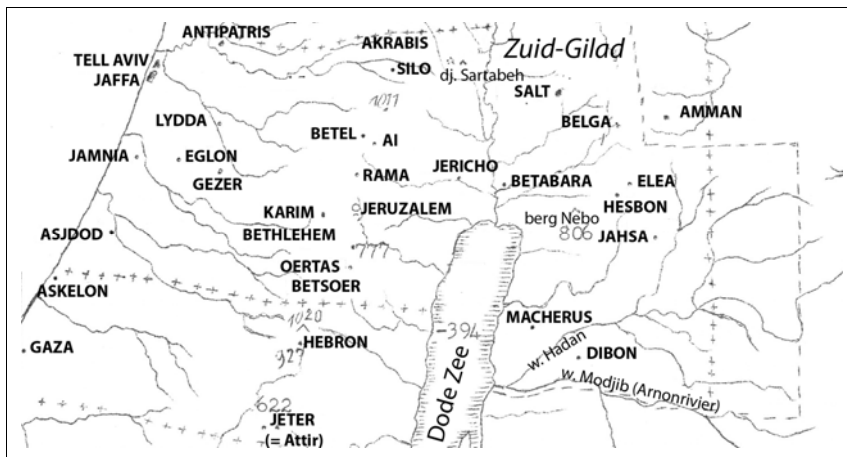 ANTIPATRIS
AKRABIS
Zuid-Gilad
TELL AVIV
JAFFA
SILO
dj. Sartabeh
SALT
1011
LYDDA
BETEL
AI
BELGA
AMMAN
JAMNIA
EGLON
GEZER
RAMA
JERICHO
BETABARA
ELEA
HESBON
KARIM
JERUZALEM
berg Nebo
806
JAHSA
ASJDOD
BETHLEHEM
777
OERTAS
BETSOER
ASKELON
1020
HEBRON
927
-394
MACHERUS
GAZA
Dode Zee
w. Hadan
DIBON
w. Modjib (Arnonrivier)
622
JETER
(= Attir)